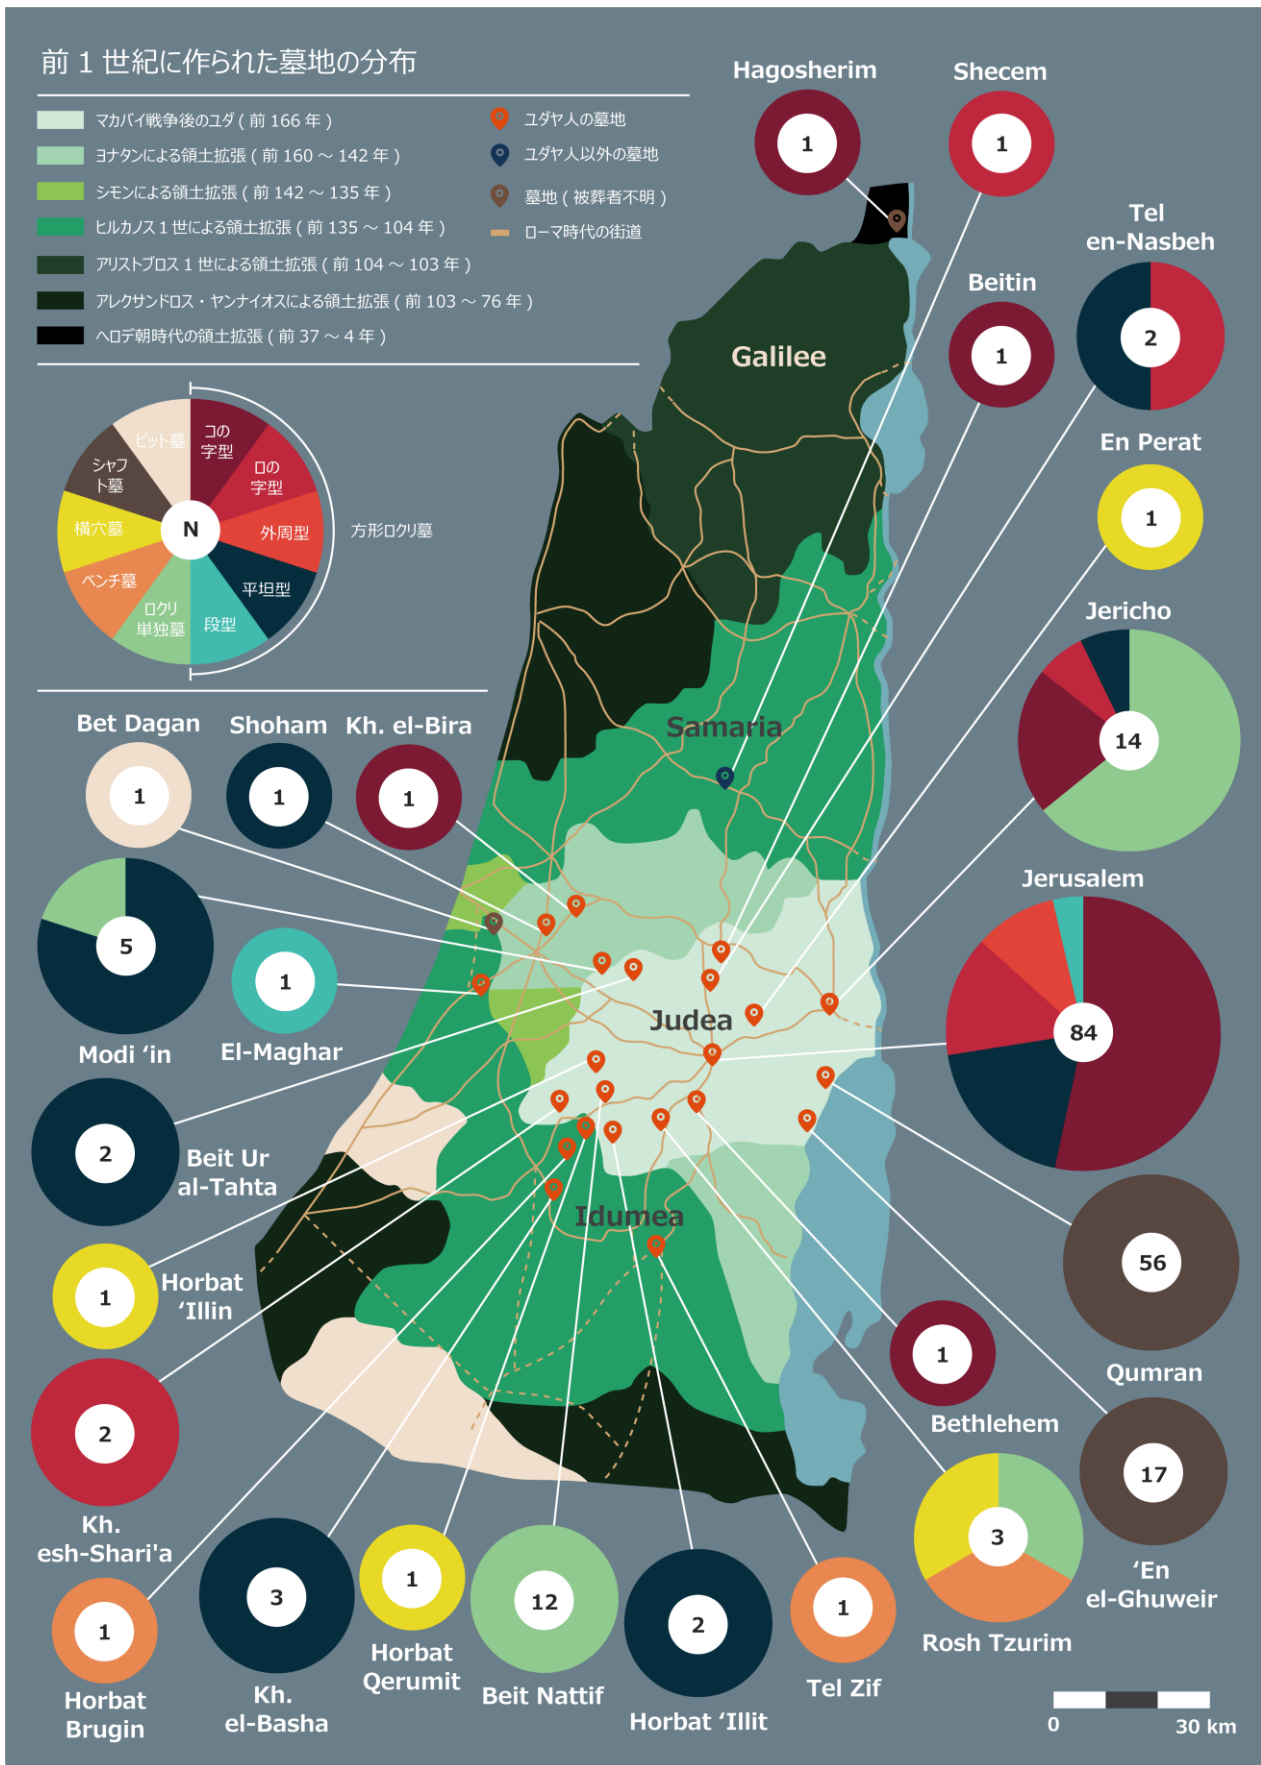 前 1 世紀に作られた墓地の分布
マカバイ戦争後のユダ ( 前 166 年 )
ヨナタンによる領土拡張 ( 前 160 ～ 142 年 )
シモンによる領土拡張 ( 前 142 ～ 135 年 )
ヒルカノス 1 世による領土拡張 ( 前 135 ～ 104 年 )
アリストブロス 1 世による領土拡張 ( 前 104 ～ 103 年 )
アレクサンドロス・ヤンナイオスによる領土拡張 ( 前 103 ～ 76 年 )
ヘロデ朝時代の領土拡張 ( 前 37 ～ 4 年 )
ユダヤ人の墓地
ユダヤ人以外の墓地
墓地 ( 被葬者不明 )
ローマ時代の街道
ピット墓
コの
字型
ロの
字型
外周型
平坦型
段型
ロクリ
単独墓
ベンチ墓
横穴墓
シャフ
ト墓
N
方形ロクリ墓
Hagosherim
1
Shecem
1
Tel
en-Nasbeh
2
Beitin
1
En Perat
1
Jericho
14
Jerusalem
84
Galilee
Samaria
Judea
Idumea
Bet Dagan
1
Shoham
1
Kh. el-Bira
1
5
Modi ‘in
1
El-Maghar
2
Beit Ur
al-Tahta
1
Horbat
‘Illin
2
Kh.
esh-Shari'a
1
Horbat
Brugin
3
Kh.
el-Basha
1
Horbat
Qerumit
12
Beit Nattif
2
Horbat ‘Illit
1
Tel Zif
3
Rosh Tzurim
1
Bethlehem
56
Qumran
17
‘En
el-Ghuweir
0
30 km